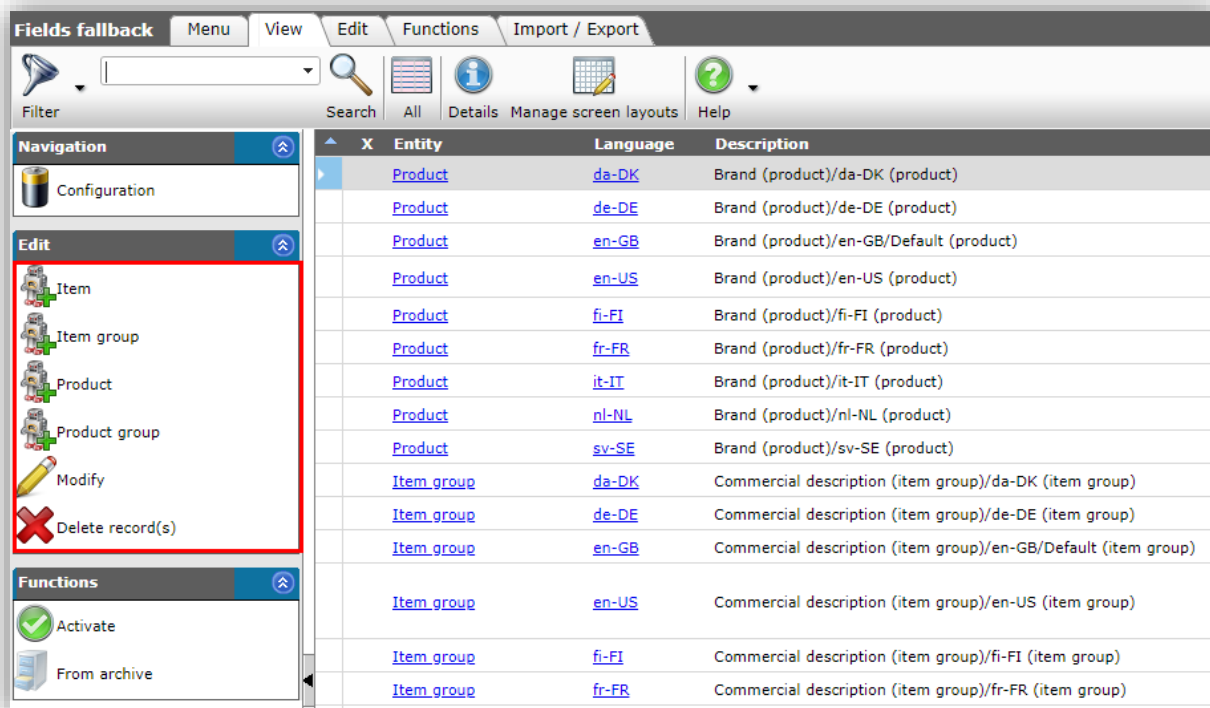 Fields fallback Menu View Edit Functions Import / Export
Filter Search All Details Manage screen layouts Help
Navigation
Configuration
Edit
Item
Item group
Product
Product group
Modify
Delete record(s)
Functions
Activate
From archive
X Entity Language Description
Product da-DK Brand (product)/da-DK (product)
Product de-DE Brand (product)/de-DE (product)
Product en-GB Brand (product)/en-GB/Default (product)
Product en-US Brand (product)/en-US (product)
Product fi-FI Brand (product)/fi-FI (product)
Product fr-FR Brand (product)/fr-FR (product)
Product it-IT Brand (product)/it-IT (product)
Product nl-NL Brand (product)/nl-NL (product)
Product sv-SE Brand (product)/sv-SE (product)
Item group da-DK Commercial description (item group)/da-DK (item group)
Item group de-DE Commercial description (item group)/de-DE (item group)
Item group en-GB Commercial description (item group)/en-GB/Default (item group)
Item group en-US Commercial description (item group)/en-US (item group)
Item group fi-FI Commercial description (item group)/fi-FI (item group)
Item group fr-FR Commercial description (item group)/fr-FR (item group)